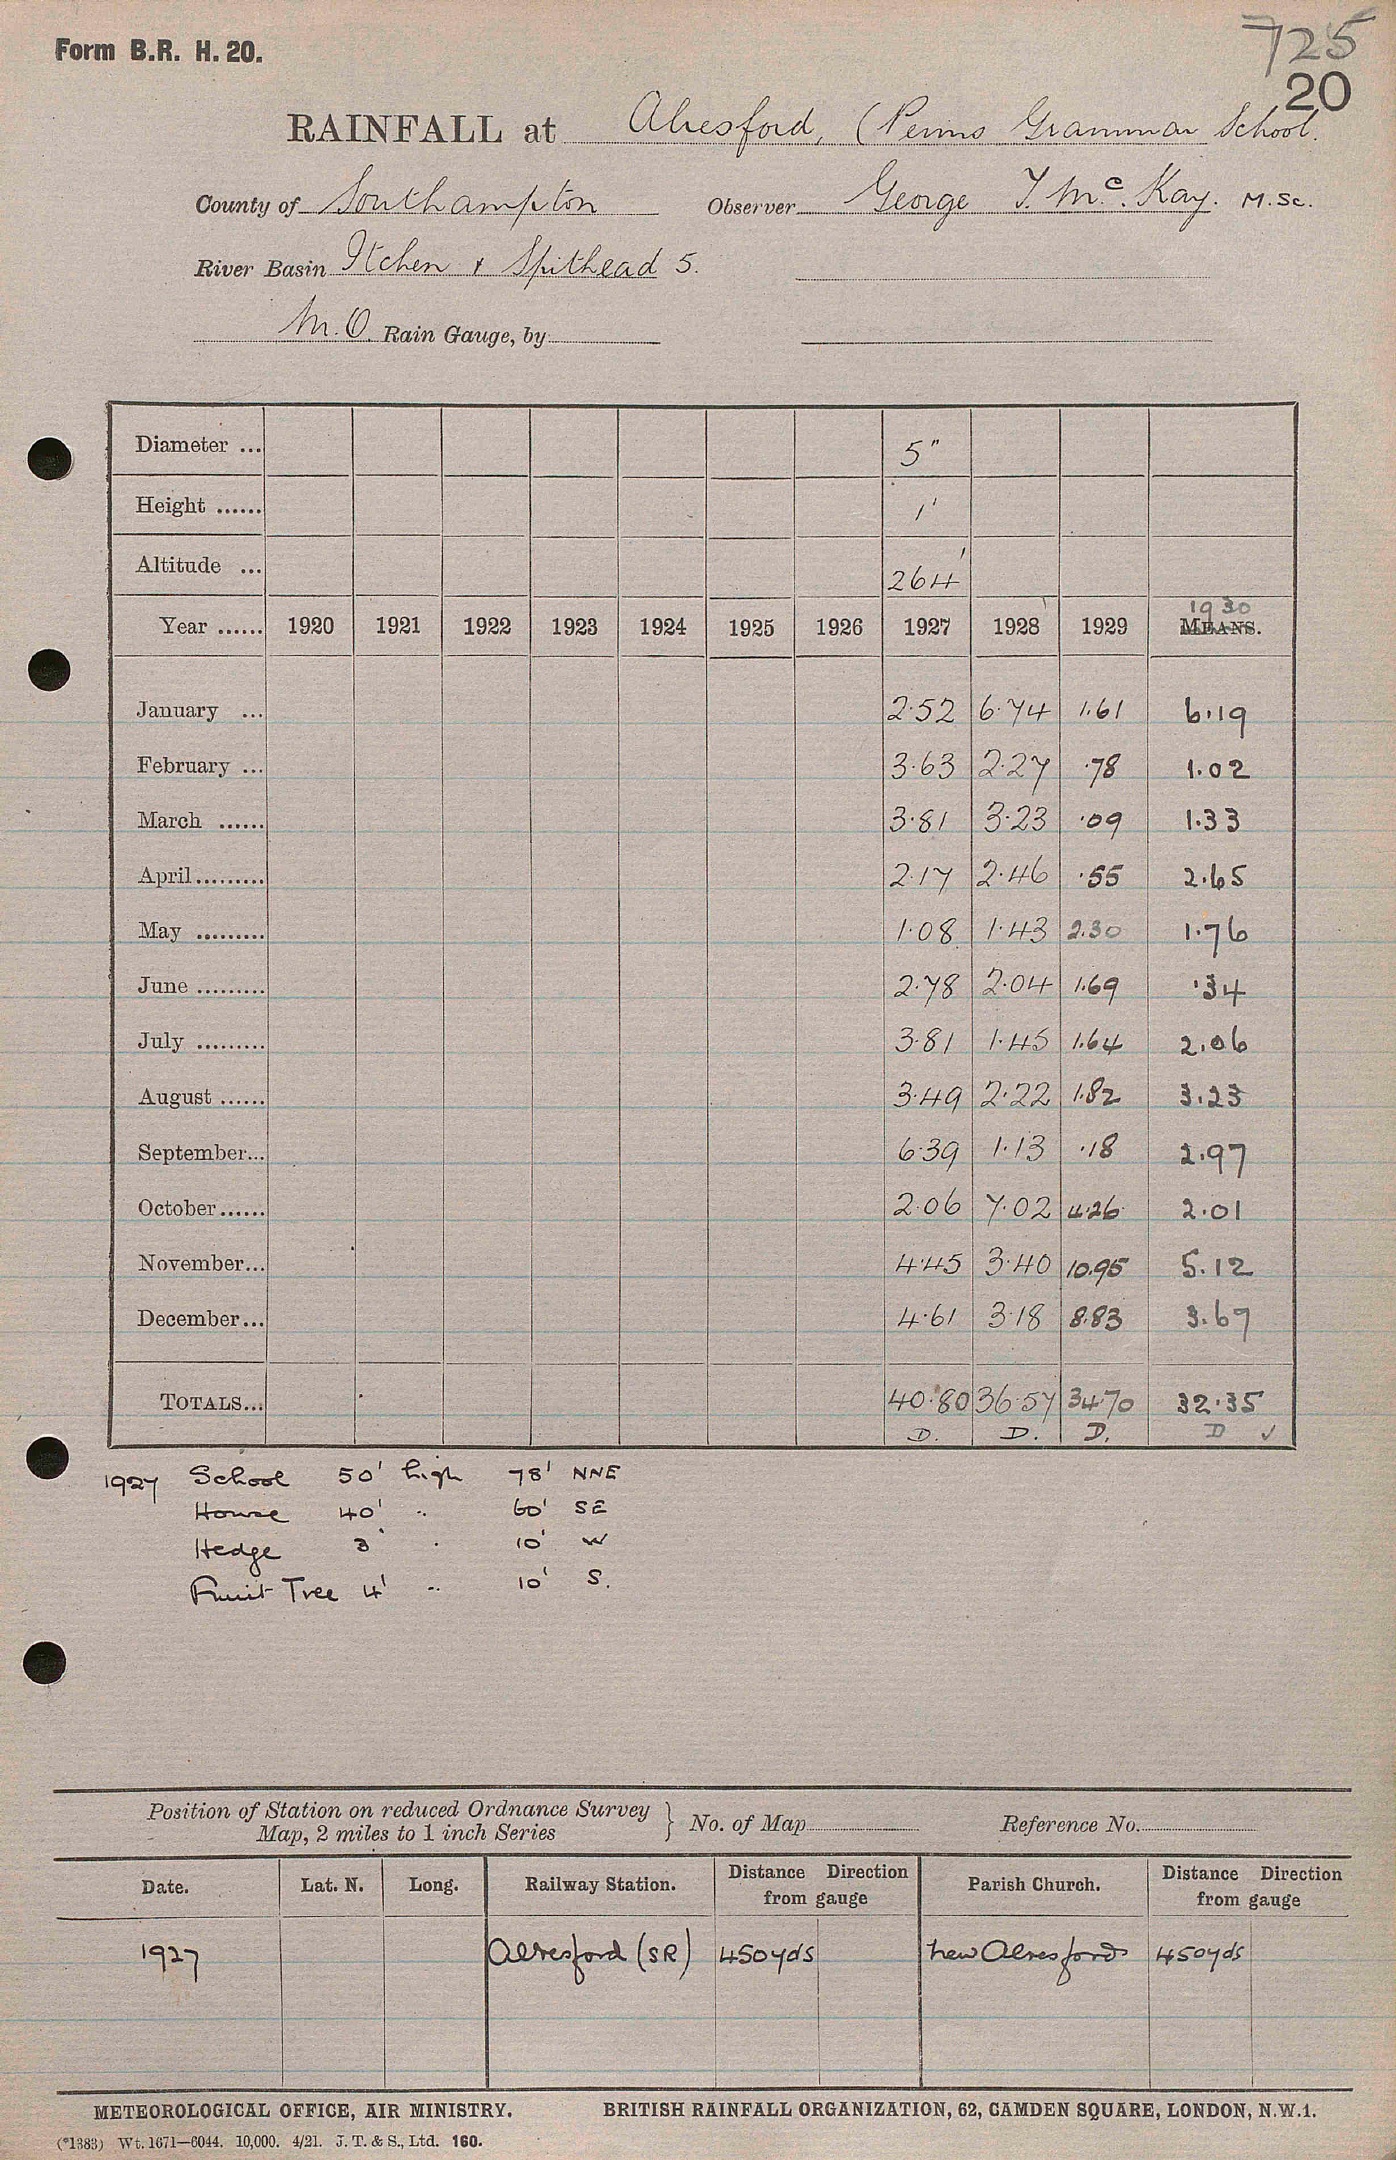 Form B.R. H. 20.
725
20
RAINFALL at Alresford, (Perins Grammar School.
County of Southampton Observer George T. Mc. Kay. M.Sc.
River Basin Itchen & Spithead 5.
M.O. Rain Gauge, by
Diameter ... 5"
Height ...... 1'
Altitude ... 264'
1930
Year ...... 1920 1921 1922 1923 1924 1925 1926 1927 1928 1929 MEANS.
January ... 2.52 6.74 1.61 6.19
February ... 3.63 2.27 .78 1.02
March ...... 3.81 3.23 .09 1.33
April ......... 2.17 2.46 .55 2.65
May ......... 1.08 1.43 2.30 1.76
June ......... 2.78 2.04 1.69 .34
July ......... 3.81 1.45 1.64 2.06
August ...... 3.49 2.22 1.82 3.23
September... 6.39 1.13 .18 2.97
October ...... 2.06 7.02 4.26 2.01
November... 4.45 3.40 10.95 5.12
December... 4.61 3.18 8.83 3.67
TOTALS... 40.80 36.57 34.70 32.35
D. D. D. D ✓
1927 School 50' high 78' NNE
House 40' " 60' SE
Hedge 3' " 10' W
Fruit Tree 4' " 10' S.
Position of Station on reduced Ordnance Survey Map, 2 miles to 1 inch Series } No. of Map Reference No.
Date. Lat. N. Long. Railway Station. Distance Direction from gauge Parish Church. Distance Direction from gauge
1927 Alresford (SR) 450yds New Alresford 450yds
METEOROLOGICAL OFFICE, AIR MINISTRY. BRITISH RAINFALL ORGANIZATION, 62, CAMDEN SQUARE, LONDON, N.W.1.
(*1383) Wt. 1671—6044. 10,000. 4/21. J. T. & S., Ltd. 160.